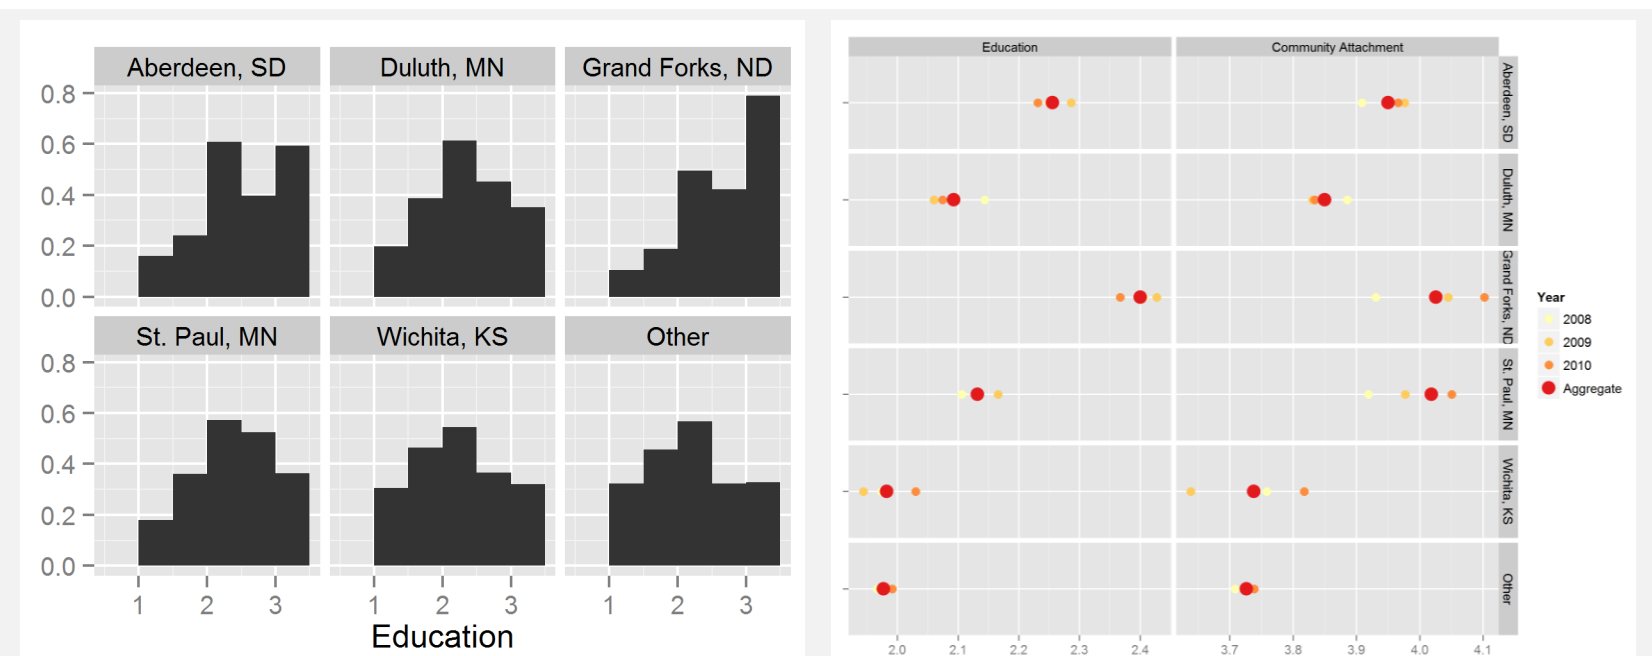 Aberdeen, SD
Duluth, MN
Grand Forks, ND
0.8
0.6
0.4
0.2
0.0
St. Paul, MN
Wichita, KS
Other
0.8
0.6
0.4
0.2
0.0
1 2 3
1 2 3
1 2 3
Education
Education
Community Attachment
Aberdeen, SD
Duluth, MN
Grand Forks, ND
St. Paul, MN
Wichita, KS
Other
2.0 2.1 2.2 2.3 2.4
3.7 3.8 3.9 4.0 4.1
Year
2008
2009
2010
Aggregate